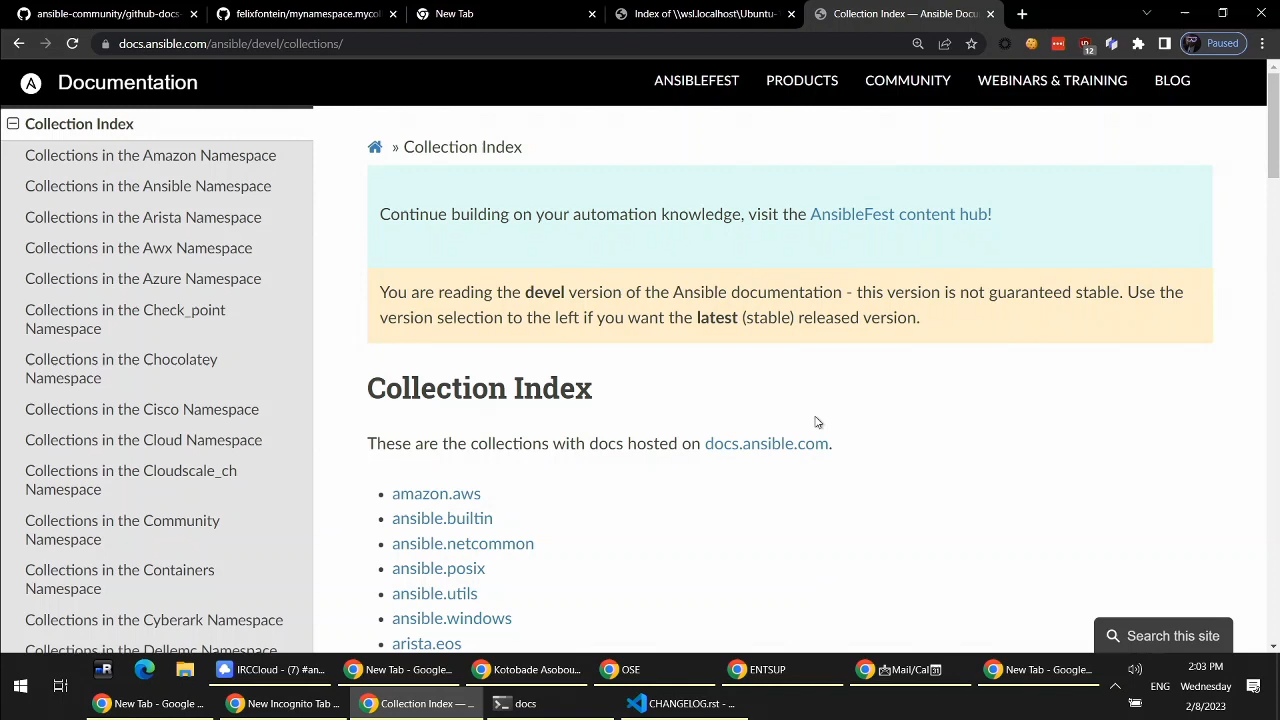 ansible-community/github-docs-
felixfontein/mynamespace.mycol
New Tab
Index of \\wsl.localhost\Ubuntu-
Collection Index — Ansible Docu
docs.ansible.com/ansible/devel/collections/
12
Paused
Documentation
ANSIBLEFEST
PRODUCTS
COMMUNITY
WEBINARS & TRAINING
BLOG
Collection Index
Collections in the Amazon Namespace
Collections in the Ansible Namespace
Collections in the Arista Namespace
Collections in the Awx Namespace
Collections in the Azure Namespace
Collections in the Check_point
Namespace
Collections in the Chocolatey
Namespace
Collections in the Cisco Namespace
Collections in the Cloud Namespace
Collections in the Cloudscale_ch
Namespace
Collections in the Community
Namespace
Collections in the Containers
Namespace
Collections in the Cyberark Namespace
Collections in the Dellemc Namespace
» Collection Index
Continue building on your automation knowledge, visit the AnsibleFest content hub!
You are reading the devel version of the Ansible documentation - this version is not guaranteed stable. Use the
version selection to the left if you want the latest (stable) released version.
Collection Index
These are the collections with docs hosted on docs.ansible.com.
• amazon.aws
• ansible.builtin
• ansible.netcommon
• ansible.posix
• ansible.utils
• ansible.windows
arista.eos
Search this site
IRCCloud - (7) #an...
New Tab - Google...
Kotobade Asobou...
OSE
ENTSUP
Mail/Cal
New Tab - Google...
2:03 PM
New Tab - Google ...
New Incognito Tab ...
Collection Index — ...
docs
CHANGELOG.rst - ...
ENG
Wednesday
2/8/2023